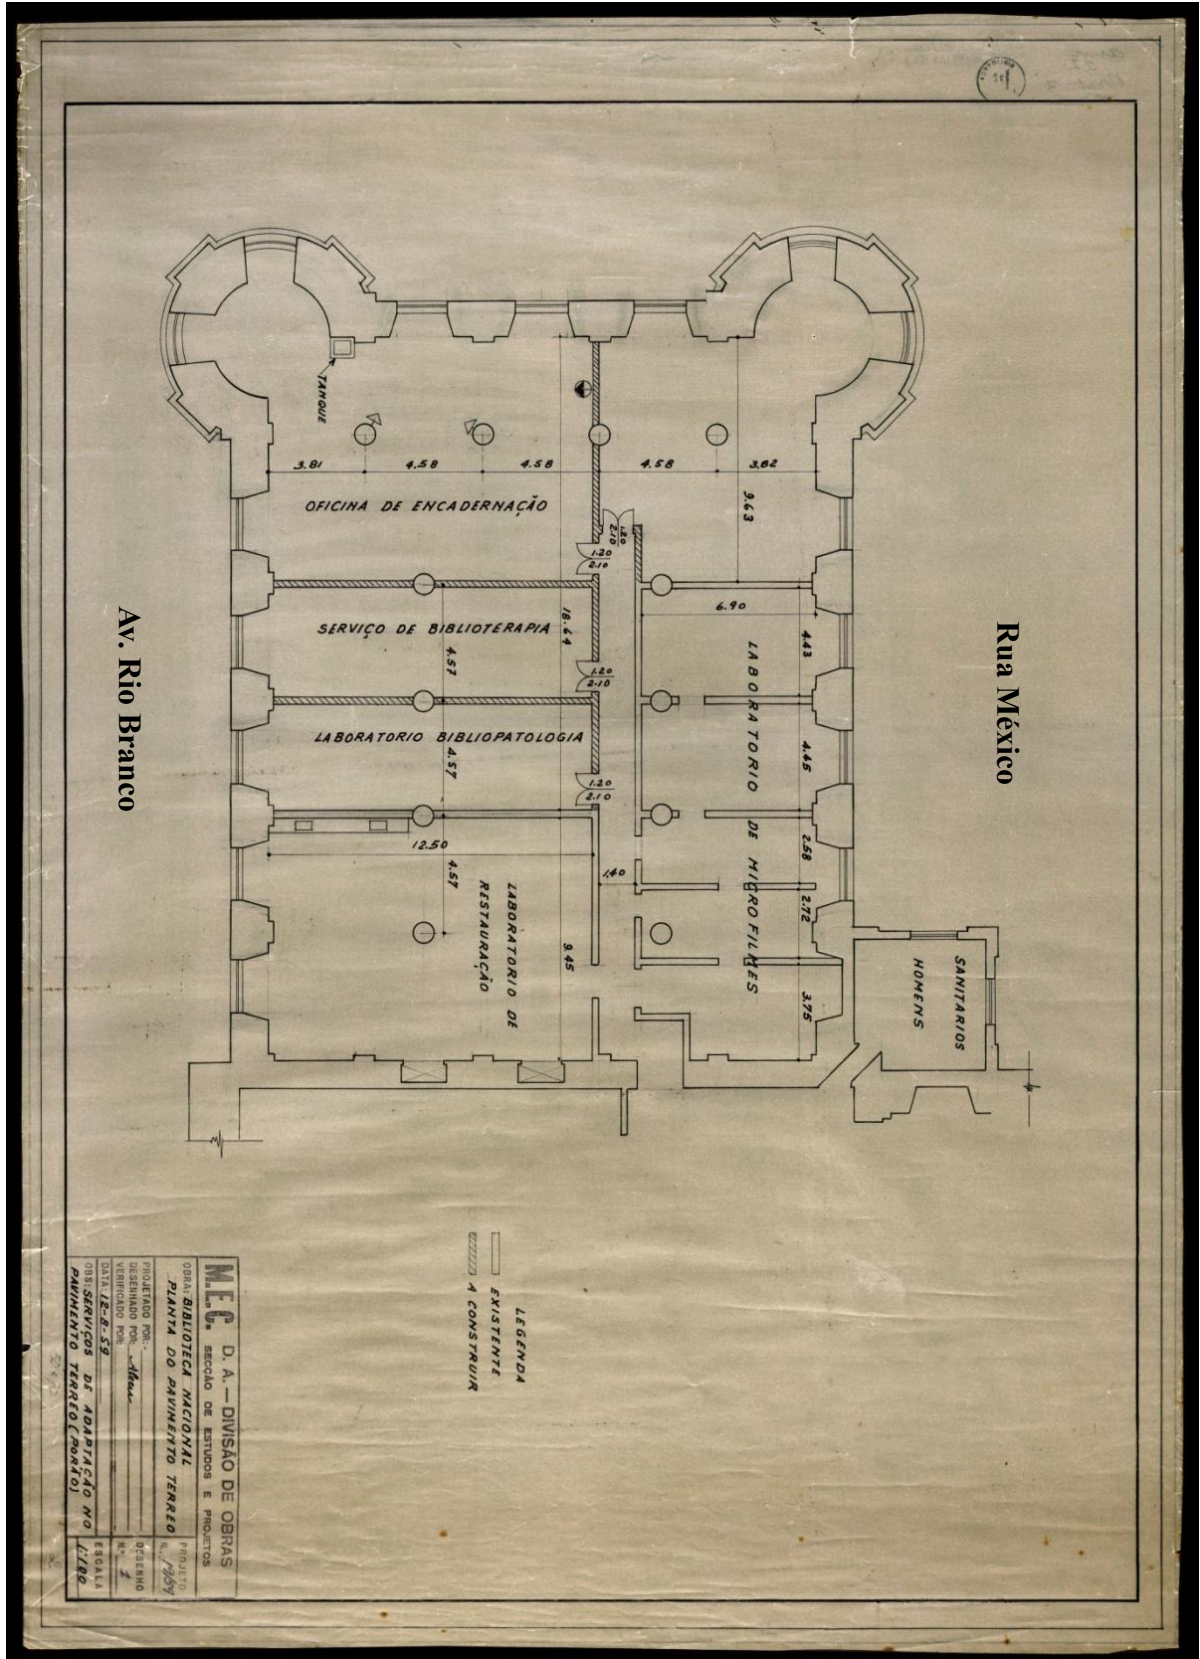 TANQUE
3.81
4.58
4.58
4.58
3.82
OFICINA DE ENCADERNAÇÃO
9.63
1.20
2.10
1.20
2.10
18.64
6.90
SERVIÇO DE BIBLIOTERAPIA
4.57
1.20
2.10
4.43
LABORATORIO BIBLIOPATOLOGIA
4.57
1.20
2.10
4.45
LABORATORIO DE MICROFILMES
12.50
4.57
1.40
2.58
2.72
3.75
9.45
LABORATORIO DE
RESTAURAÇÃO
SANITARIOS
HOMENS
Av. Rio Branco
Rua México
LEGENDA
EXISTENTE
A CONSTRUIR
M.E.C. D. A. — DIVISÃO DE OBRAS
SECÇÃO DE ESTUDOS E PROJETOS
OBRA: BIBLIOTECA NACIONAL
PLANTA DO PAVIMENTO TERREO
PROJETO
PROJETADO POR:
DESENHADO POR:
VERIFICADO POR:
DESENHO
Nº 1
DATA: 12-8-59
OBS: SERVIÇOS DE ADAPTAÇÃO NO
PAVIMENTO TERREO (PORÃO)
ESCALA
1:100